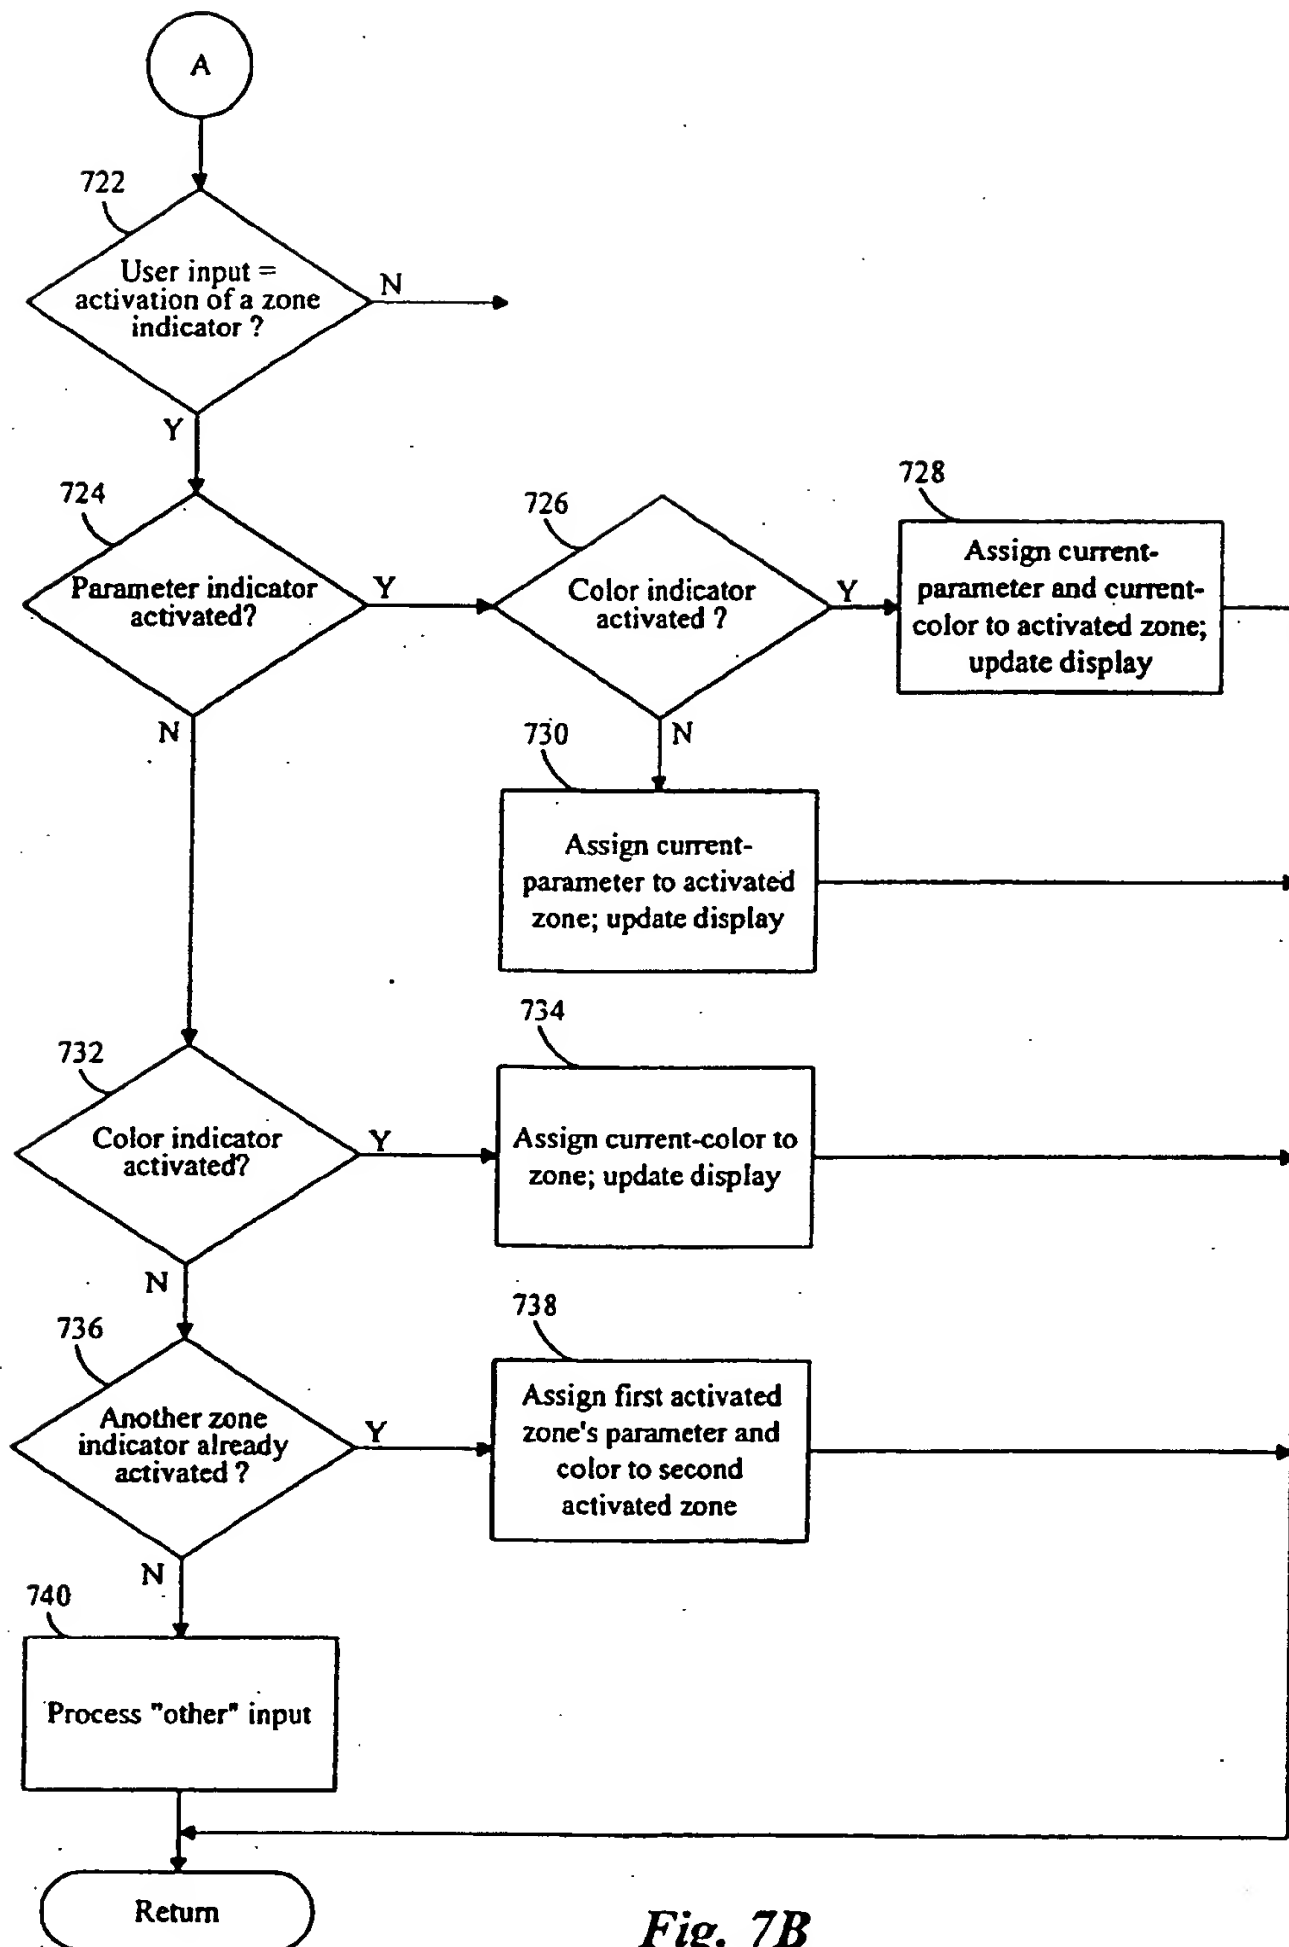 A
722
User input =
activation of a zone
indicator ?
N
Y
724
Parameter indicator
activated?
Y
726
Color indicator
activated ?
Y
728
Assign current-
parameter and current-
color to activated zone;
update display
N
N
730
Assign current-
parameter to activated
zone; update display
732
Color indicator
activated?
Y
734
Assign current-color to
zone; update display
N
736
Another zone
indicator already
activated ?
Y
738
Assign first activated
zone's parameter and
color to second
activated zone
N
740
Process "other" input
Return
Fig. 7B